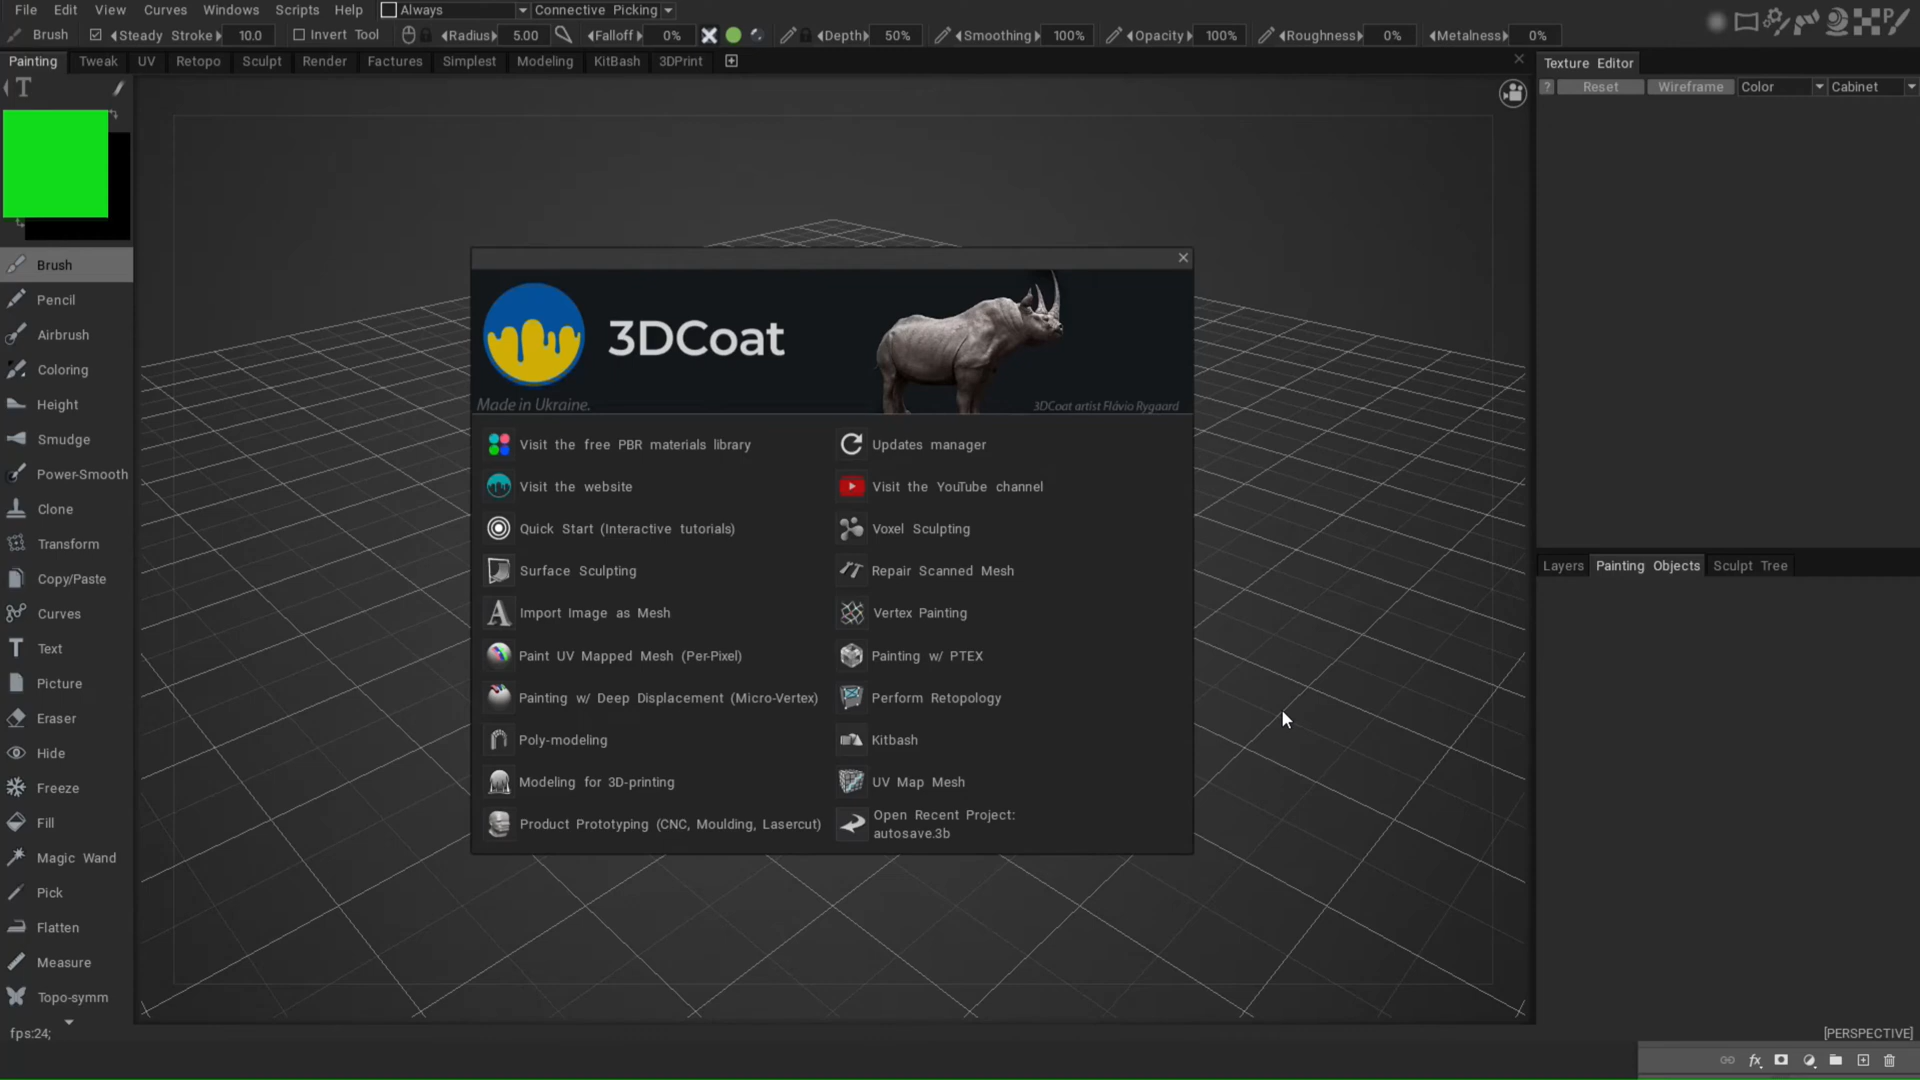 File Edit View Curves Windows Scripts Help Always Connective Picking
Brush Steady Stroke 10.0 Invert Tool Radius 5.00 Falloff 0% Depth 50% Smoothing 100% Opacity 100% Roughness 0% Metalness 0%
Painting Tweak UV Retopo Sculpt Render Factures Simplest Modeling KitBash 3DPrint
Texture Editor
? Reset Wireframe Color Cabinet
T
Brush
Pencil
Airbrush
Coloring
Height
Smudge
Power-Smooth
Clone
Transform
Copy/Paste
Curves
Text
Picture
Eraser
Hide
Freeze
Fill
Magic Wand
Pick
Flatten
Measure
Topo-symm
fps:24;
3DCoat
Made in Ukraine.
3DCoat artist Flávio Rygaard
Visit the free PBR materials library
Updates manager
Visit the website
Visit the YouTube channel
Quick Start (Interactive tutorials)
Voxel Sculpting
Surface Sculpting
Repair Scanned Mesh
Import Image as Mesh
Vertex Painting
Paint UV Mapped Mesh (Per-Pixel)
Painting w/ PTEX
Painting w/ Deep Displacement (Micro-Vertex)
Perform Retopology
Poly-modeling
Kitbash
Modeling for 3D-printing
UV Map Mesh
Product Prototyping (CNC, Moulding, Lasercut)
Open Recent Project:
autosave.3b
Layers Painting Objects Sculpt Tree
[PERSPECTIVE]
fx